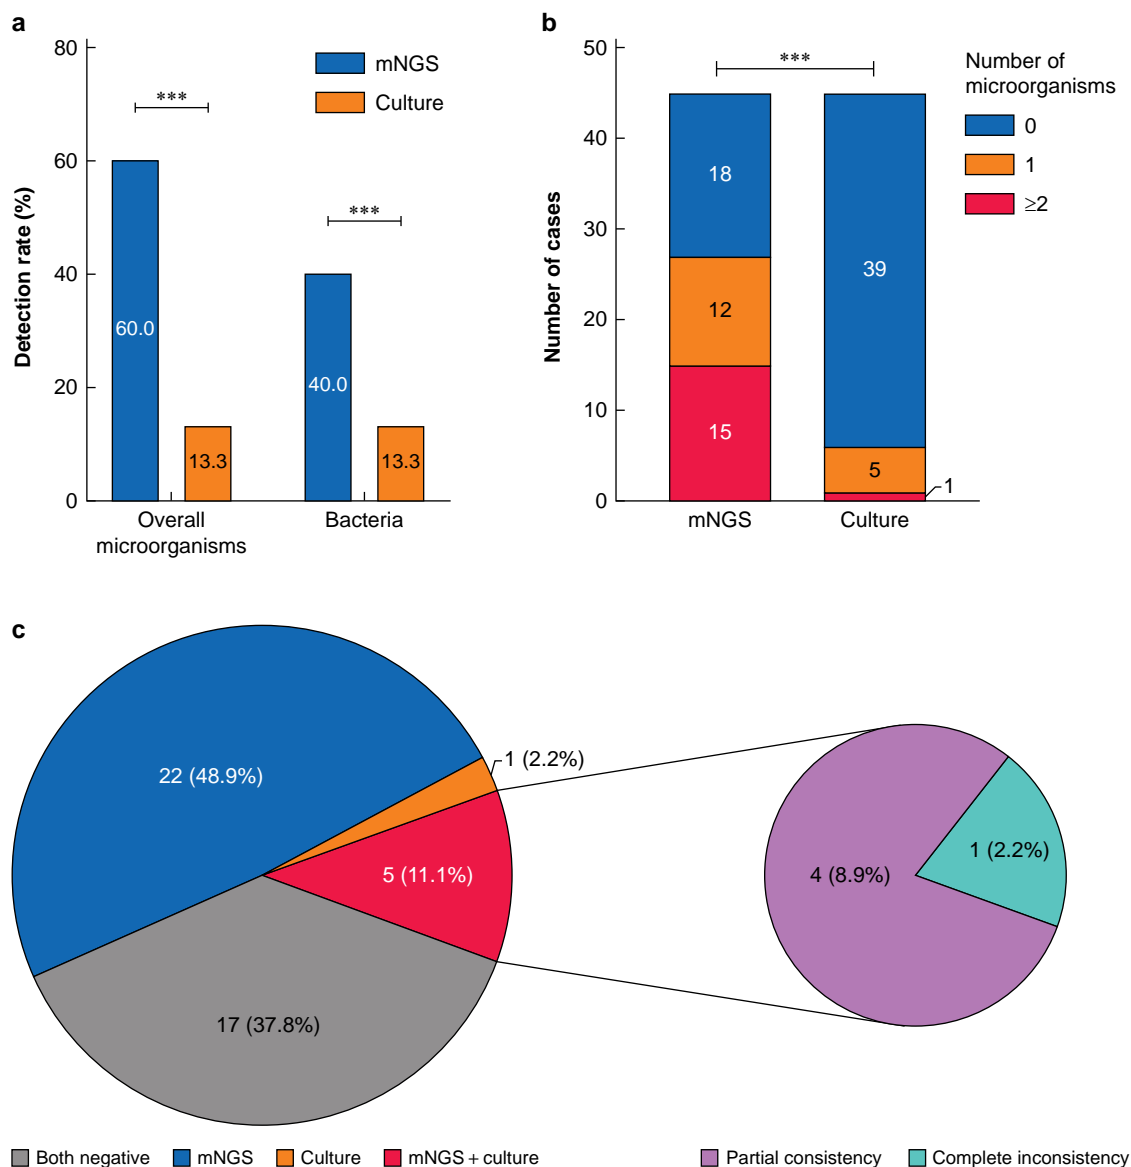 a
80
60
40
20
0
Detection rate (%)
mNGS
Culture
***
***
60.0
13.3
40.0
13.3
Overall
microorganisms
Bacteria
b
50
40
30
20
10
0
Number of cases
***
Number of
microorganisms
0
1
≥2
18
12
15
39
5
1
mNGS
Culture
c
22 (48.9%)
1 (2.2%)
5 (11.1%)
17 (37.8%)
4 (8.9%)
1 (2.2%)
Both negative
mNGS
Culture
mNGS + culture
Partial consistency
Complete inconsistency